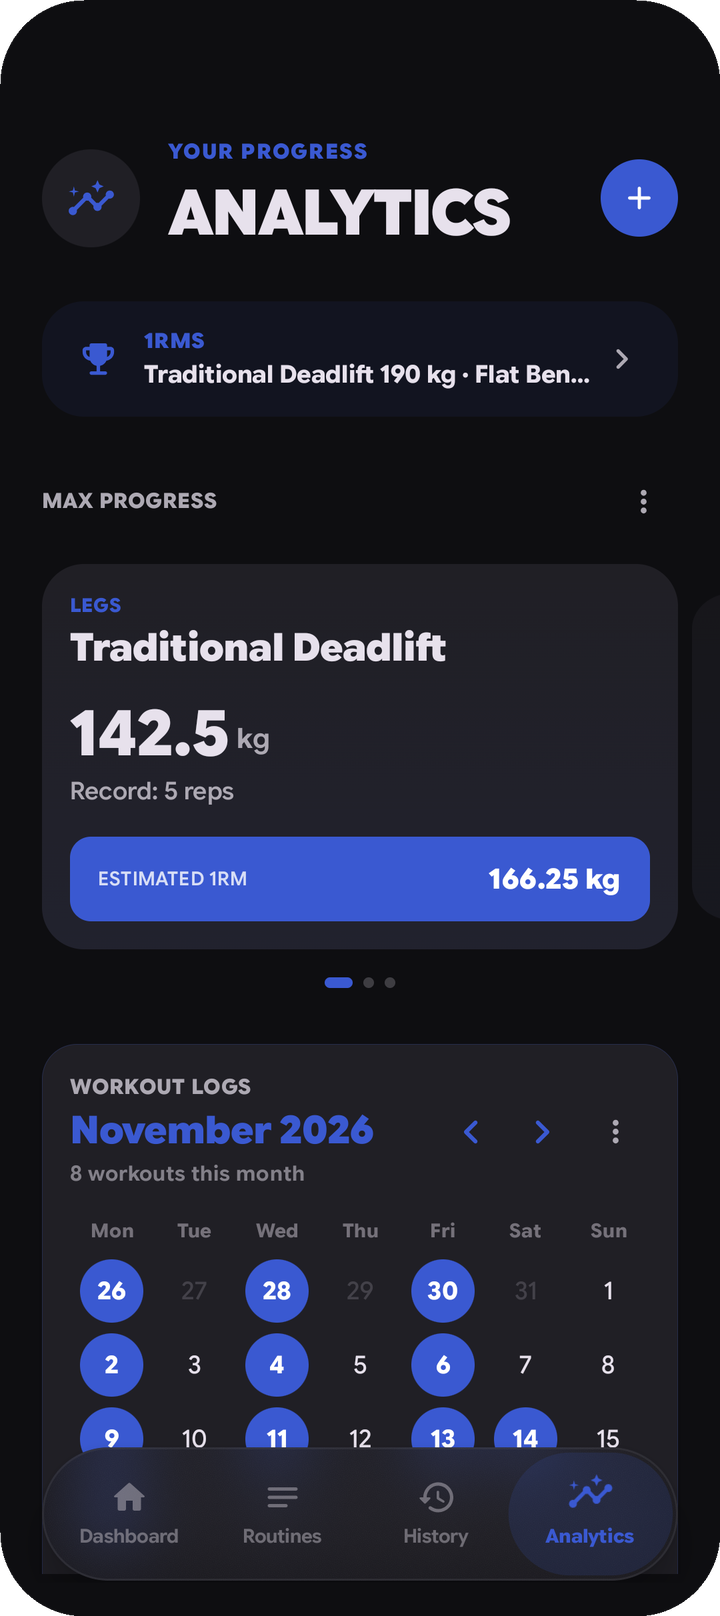 YOUR PROGRESS
ANALYTICS
1RMS
Traditional Deadlift 190 kg · Flat Ben...
MAX PROGRESS
LEGS
Traditional Deadlift
142.5 kg
Record: 5 reps
ESTIMATED 1RM 166.25 kg
WORKOUT LOGS
November 2026
8 workouts this month
Mon Tue Wed Thu Fri Sat Sun
26 27 28 29 30 31 1
2 3 4 5 6 7 8
9 10 11 12 13 14 15
Dashboard Routines History Analytics